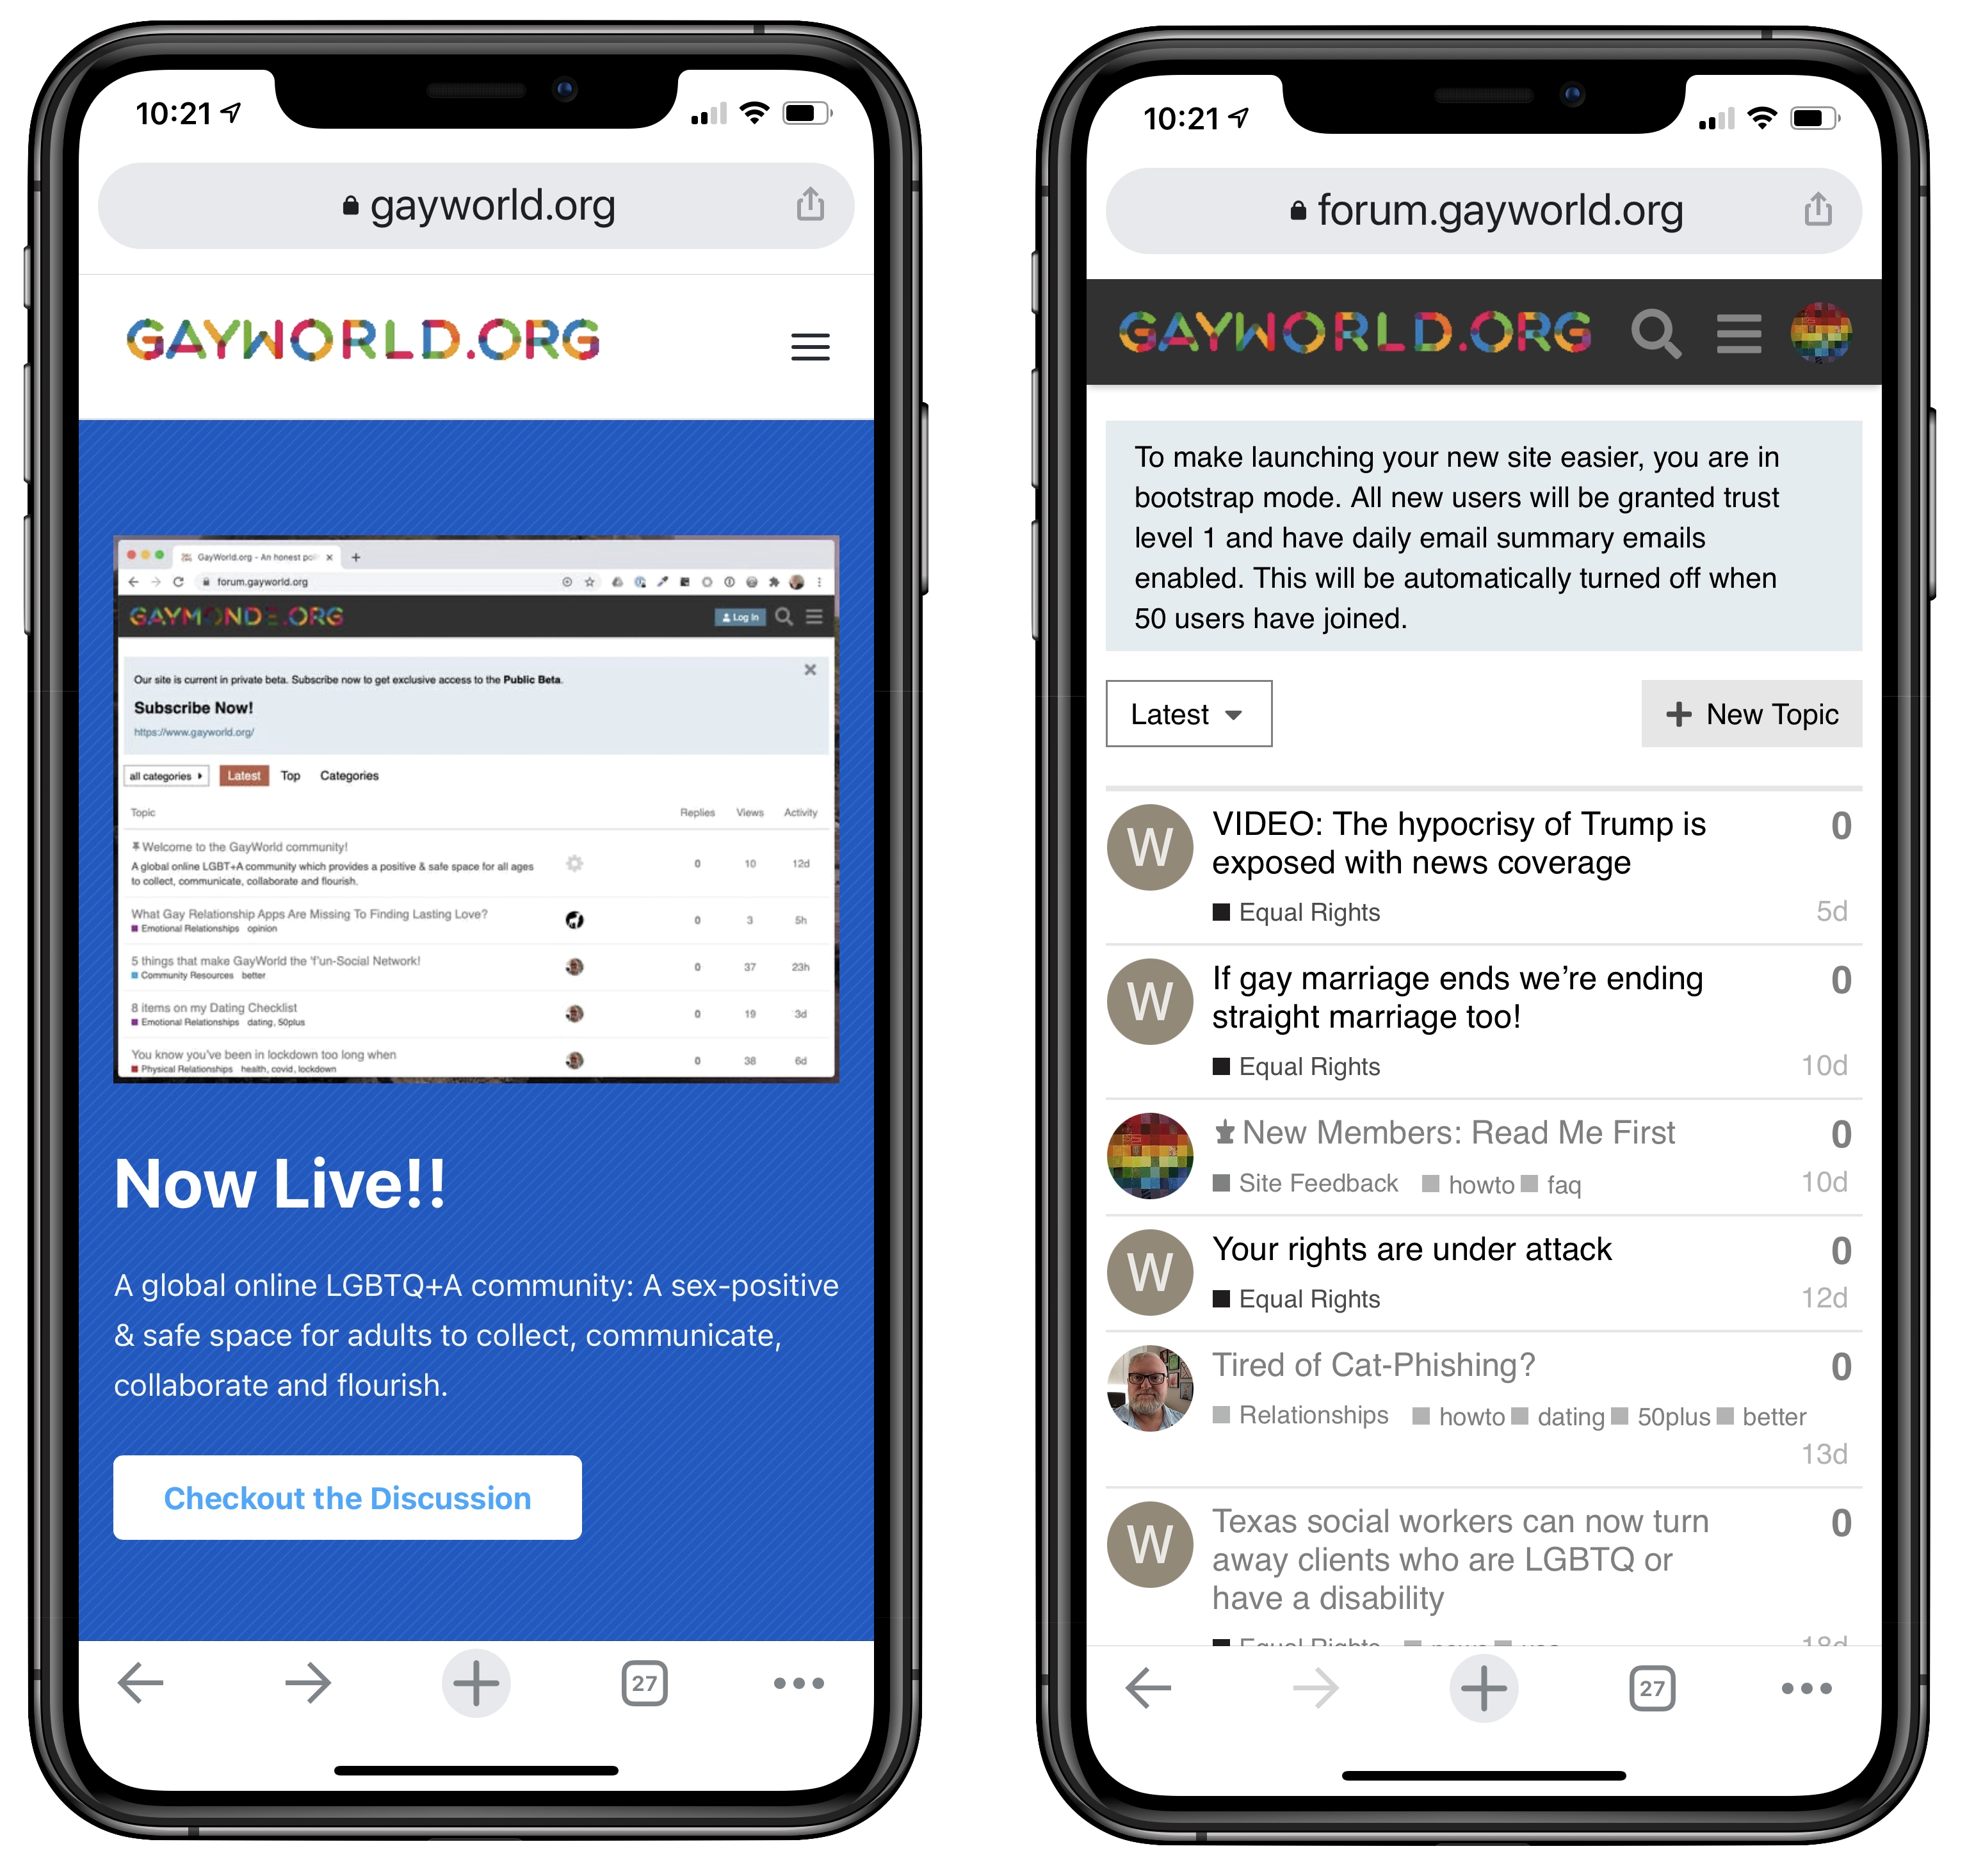 10:21
gayworld.org
GAYWORLD.ORG
GayWorld.org - An honest
forum.gayworld.org
GAYMONDE.ORG
Log In
Our site is current in private beta. Subscribe now to get exclusive access to the Public Beta.
Subscribe Now!
https://www.gayworld.org/
all categories
Latest
Top
Categories
Topic
Replies
Views
Activity
Welcome to the GayWorld community!
A global online LGBT+A community which provides a positive & safe space for all ages
to collect, communicate, collaborate and flourish.
0
10
12d
What Gay Relationship Apps Are Missing To Finding Lasting Love?
Emotional Relationships opinion
0
3
5h
5 things that make GayWorld the 'f'un-Social Network!
Community Resources better
0
37
23h
8 items on my Dating Checklist
Emotional Relationships dating, 50plus
0
19
3d
You know you've been in lockdown too long when
Physical Relationships health, covid, lockdown
0
38
6d
Now Live!!
A global online LGBTQ+A community: A sex-positive
& safe space for adults to collect, communicate,
collaborate and flourish.
Checkout the Discussion
27
10:21
forum.gayworld.org
GAYWORLD.ORG
To make launching your new site easier, you are in
bootstrap mode. All new users will be granted trust
level 1 and have daily email summary emails
enabled. This will be automatically turned off when
50 users have joined.
Latest
+ New Topic
W
VIDEO: The hypocrisy of Trump is
exposed with news coverage
0
Equal Rights
5d
W
If gay marriage ends we’re ending
straight marriage too!
0
Equal Rights
10d
New Members: Read Me First
0
Site Feedback howto faq
10d
W
Your rights are under attack
0
Equal Rights
12d
Tired of Cat-Phishing?
0
Relationships howto dating 50plus better
13d
W
Texas social workers can now turn
away clients who are LGBTQ or
have a disability
0
Equal Rights
18d
27